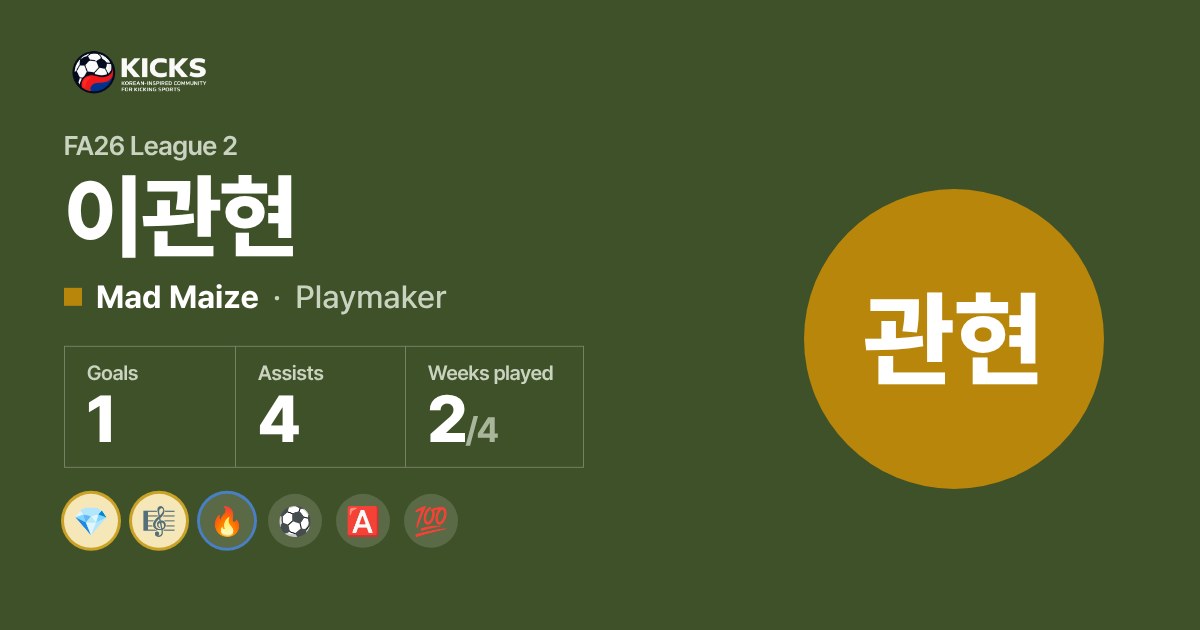 KICKS
KOREAN-INSPIRED COMMUNITY
FOR KICKING SPORTS
FA26 League 2
이관현
Mad Maize · Playmaker
Goals Assists Weeks played
1 4 2/4
관현
A 100